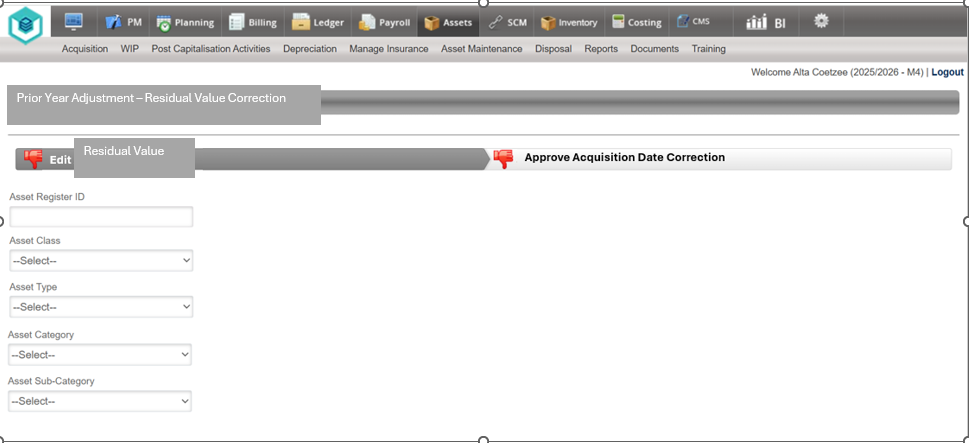 PM Planning Billing Ledger Payroll Assets SCM Inventory Costing CMS BI
Acquisition WIP Post Capitalisation Activities Depreciation Manage Insurance Asset Maintenance Disposal Reports Documents Training
Welcome Alta Coetzee (2025/2026 - M4) | Logout
Prior Year Adjustment – Residual Value Correction
Edit Residual Value Approve Acquisition Date Correction
Asset Register ID
Asset Class
--Select--
Asset Type
--Select--
Asset Category
--Select--
Asset Sub-Category
--Select--